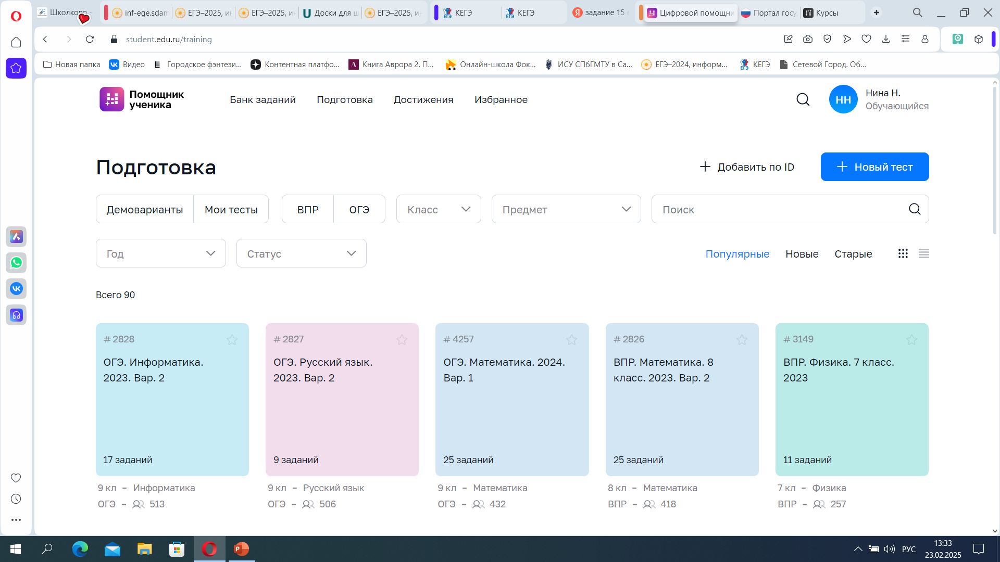 Школково -
inf-ege.sdam
ЕГЭ–2025, ин
ЕГЭ–2025, ин
Доски для ш
ЕГЭ–2025, ин
КЕГЭ
КЕГЭ
задание 15 е
Цифровой помощни
Портал госу
Курсы
student.edu.ru/training
Новая папка
Видео
Городское фэнтези...
Контентная платфо...
Книга Аврора 2. П...
Онлайн-школа Фок...
ИСУ СПбГМТУ в Са...
ЕГЭ–2024, информ...
КЕГЭ
Сетевой Город. Об...
Помощник
ученика
Банк заданий
Подготовка
Достижения
Избранное
НН
Нина Н.
Обучающийся
Подготовка
+ Добавить по ID
+ Новый тест
Демоварианты
Мои тесты
ВПР
ОГЭ
Класс
Предмет
Поиск
Год
Статус
Популярные
Новые
Старые
Всего 90
# 2828
ОГЭ. Информатика.
2023. Вар. 2
17 заданий
9 кл – Информатика
ОГЭ – 513
# 2827
ОГЭ. Русский язык.
2023. Вар. 2
9 заданий
9 кл – Русский язык
ОГЭ – 506
# 4257
ОГЭ. Математика. 2024.
Вар. 1
25 заданий
9 кл – Математика
ОГЭ – 432
# 2826
ВПР. Математика. 8
класс. 2023. Вар. 2
25 заданий
8 кл – Математика
ВПР – 418
# 3149
ВПР. Физика. 7 класс.
2023
11 заданий
7 кл – Физика
ВПР – 257
РУС
13:33
23.02.2025